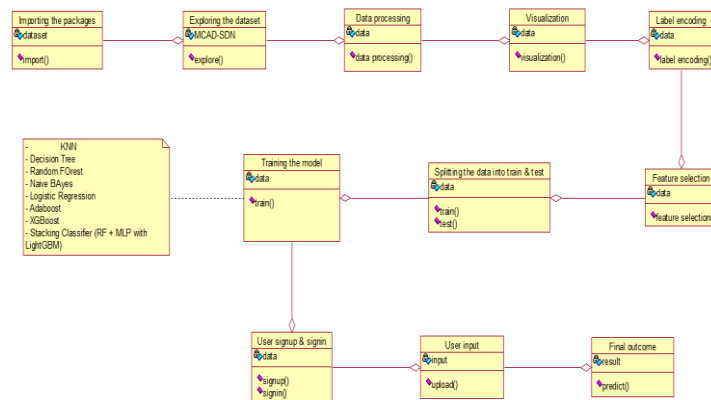 Importing the packages
dataset
import()
Exploring the dataset
MCAD-SDN
explore()
Data processing
data
data processing()
Visualization
data
visualization()
Label encoding
data
label encoding()
- KNN
- Decision Tree
- Random FOrest
- Naive BAyes
- Logistic Regression
- Adaboost
- XGBoost
- Stacking Classifier (RF + MLP with
LightGBM)
Training the model
data
train()
Splitting the data into train & test
data
train()
test()
Feature selection
data
feature selection()
User signup & signin
data
signup()
signin()
User input
input
upload()
Final outcome
result
predict()